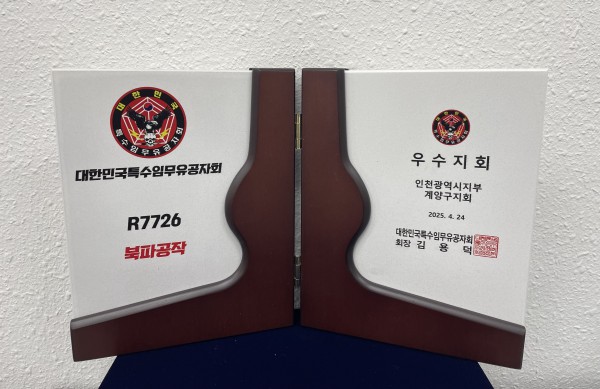 대한민국
특수임무유공자회
대한민국특수임무유공자회
R7726
북파공작
우수지회
인천광역시지부
계양구지회
2025. 4. 24
대한민국특수임무유공자회
회장 김 용 덕